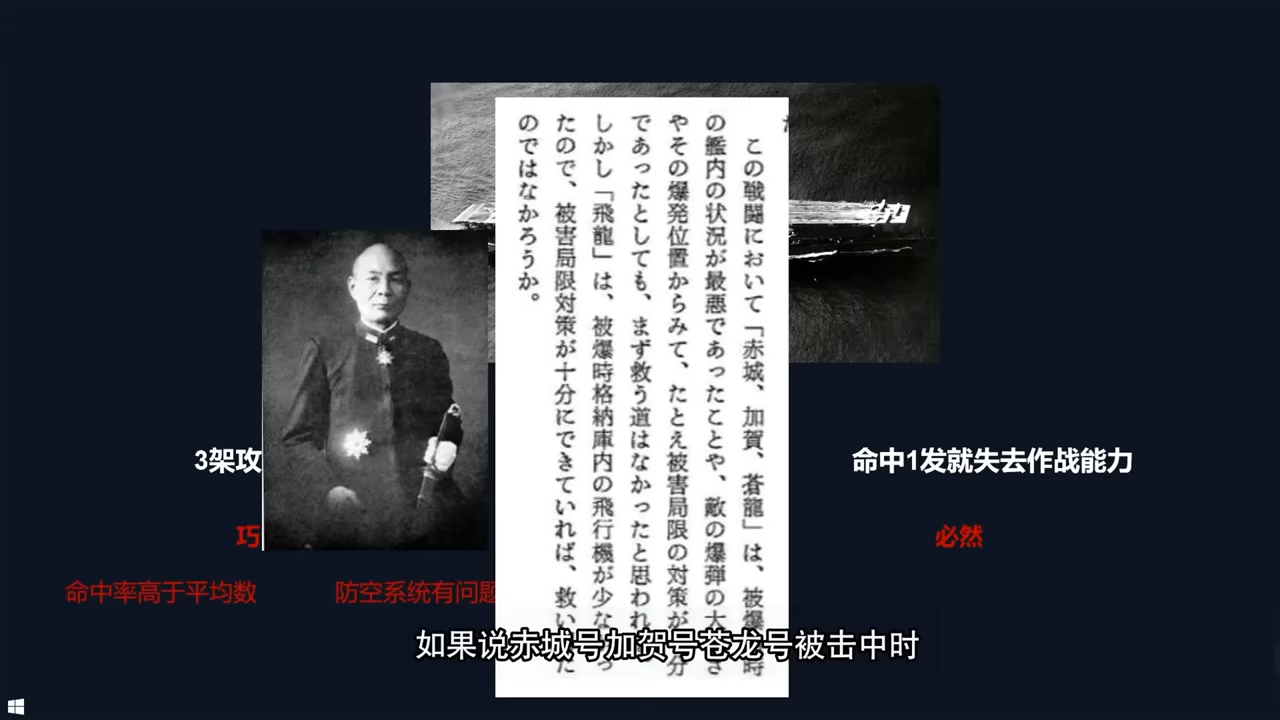 この戦闘において「赤城、加賀、蒼龍」は、被爆時
の艦内の状況が最悪であったことや、敵の爆弾の大さ
やその爆発位置からみて、たとえ被害局限の対策が分
であったとしても、まず救う道はなかったと思われ
しかし「飛龍」は、被爆時格納庫内の飛行機が少なっ
たので、被害局限対策が十分にできていれば、救いた
のではなかろうか。
3架攻
命中1发就失去作战能力
巧
必然
命中率高于平均数
防空系统有问题
如果说赤城号加贺号苍龙号被击中时